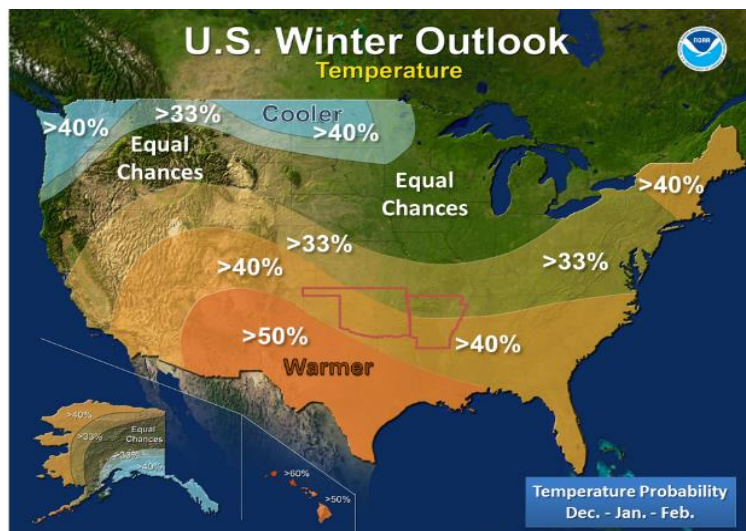 U.S. Winter Outlook
Temperature
NOAA
Cooler
>40%
>33%
>40%
Equal
Chances
Equal
Chances
>40%
>33%
>33%
>40%
>50%
>40%
Warmer
>40%
>33%
Equal
Chances
>33%
>40%
>60%
>50%
Temperature Probability
Dec. - Jan. - Feb.